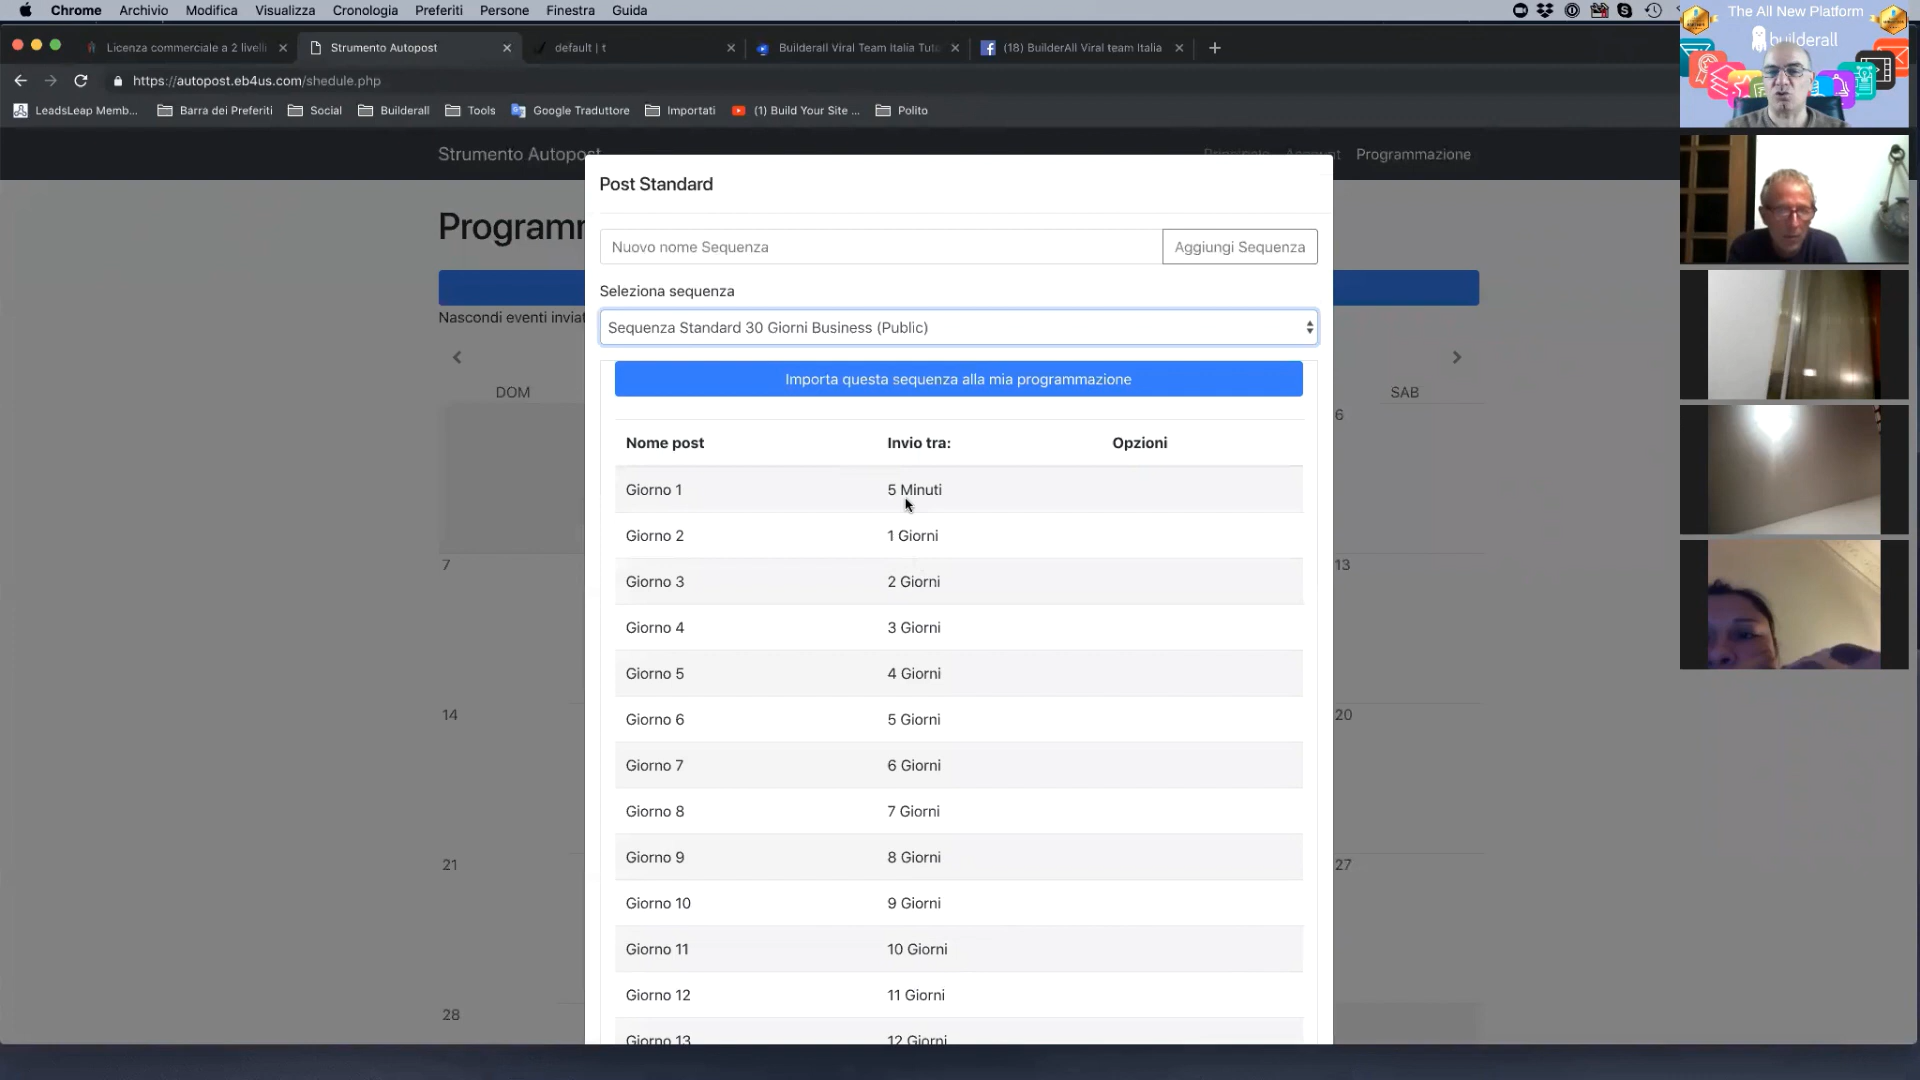 Chrome Archivio Modifica Visualizza Cronologia Preferiti Persone Finestra Guida
The All New Platform
builderall
Licenza commerciale a 2 livelli
Strumento Autopost
default | t
Builderall Viral Team Italia Tut
(18) BuilderAll Viral team Italia
https://autopost.eb4us.com/shedule.php
LeadsLeap Memb... Barra dei Preferiti Social Builderall Tools Google Traduttore Importati (1) Build Your Site ... Polito
Strumento Autopost
Principale Account Programmazione
Post Standard
Programm
Nuovo nome Sequenza Aggiungi Sequenza
Seleziona sequenza
Nascondi eventi inviat
Sequenza Standard 30 Giorni Business (Public)
Importa questa sequenza alla mia programmazione
DOM SAB
6
Nome post Invio tra: Opzioni
Giorno 1 5 Minuti
Giorno 2 1 Giorni
7 13
Giorno 3 2 Giorni
Giorno 4 3 Giorni
Giorno 5 4 Giorni
14 20
Giorno 6 5 Giorni
Giorno 7 6 Giorni
Giorno 8 7 Giorni
21 27
Giorno 9 8 Giorni
Giorno 10 9 Giorni
Giorno 11 10 Giorni
Giorno 12 11 Giorni
28
Giorno 13 12 Giorni